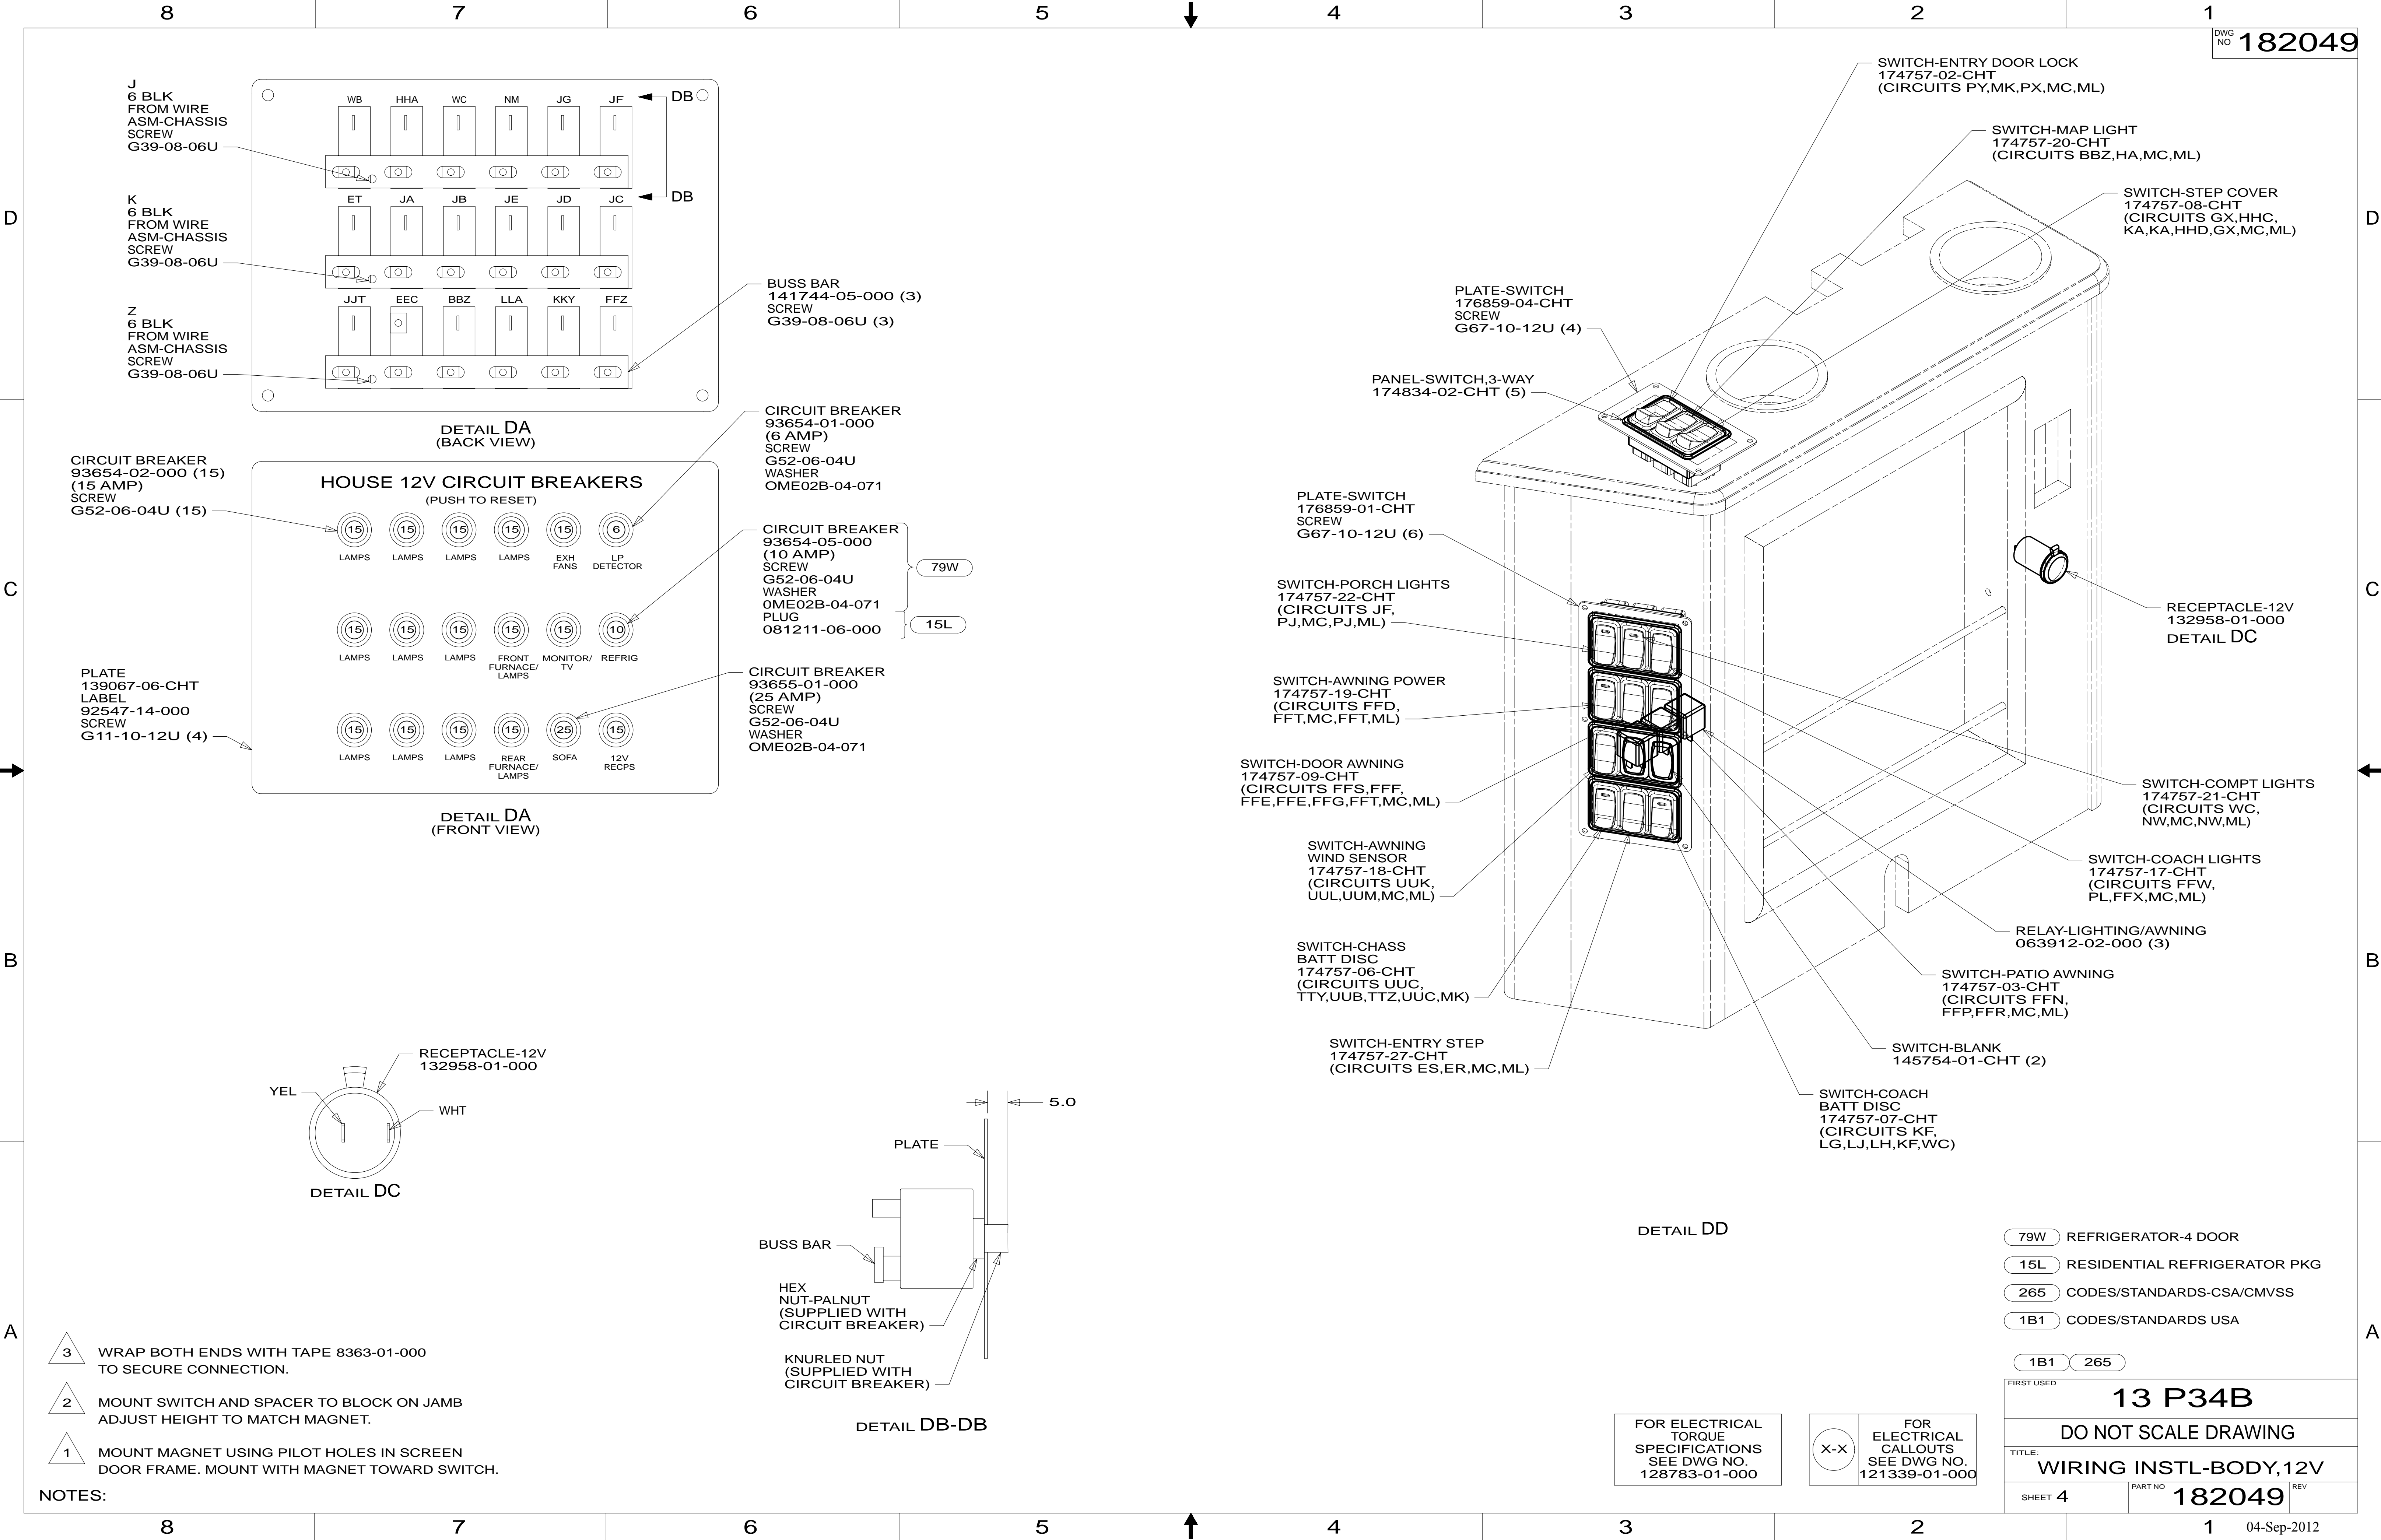 8 7 6 5 4 3 2 1
DWG
NO 182049
D
C
B
A
J
6 BLK
FROM WIRE
ASM-CHASSIS
SCREW
G39-08-06U
K
6 BLK
FROM WIRE
ASM-CHASSIS
SCREW
G39-08-06U
Z
6 BLK
FROM WIRE
ASM-CHASSIS
SCREW
G39-08-06U
WB HHA WC NM JG JF
DB
DB
ET JA JB JE JD JC
JJT EEC BBZ LLA KKY FFZ
BUSS BAR
141744-05-000 (3)
SCREW
G39-08-06U (3)
DETAIL DA
(BACK VIEW)
CIRCUIT BREAKER
93654-02-000 (15)
(15 AMP)
SCREW
G52-06-04U (15)
PLATE
139067-06-CHT
LABEL
92547-14-000
SCREW
G11-10-12U (4)
HOUSE 12V CIRCUIT BREAKERS
(PUSH TO RESET)
15 15 15 15 15 6
LAMPS LAMPS LAMPS LAMPS EXH
FANS LP
DETECTOR
15 15 15 15 15 10
LAMPS LAMPS LAMPS FRONT
FURNACE/
LAMPS MONITOR/
TV REFRIG
15 15 15 15 25 15
LAMPS LAMPS LAMPS REAR
FURNACE/
LAMPS SOFA 12V
RECPS
DETAIL DA
(FRONT VIEW)
CIRCUIT BREAKER
93654-01-000
(6 AMP)
SCREW
G52-06-04U
WASHER
OME02B-04-071
CIRCUIT BREAKER
93654-05-000
(10 AMP)
SCREW
G52-06-04U
WASHER
0ME02B-04-071
PLUG
081211-06-000
79W
15L
CIRCUIT BREAKER
93655-01-000
(25 AMP)
SCREW
G52-06-04U
WASHER
OME02B-04-071
RECEPTACLE-12V
132958-01-000
YEL
WHT
DETAIL DC
5.0
PLATE
BUSS BAR
HEX
NUT-PALNUT
(SUPPLIED WITH
CIRCUIT BREAKER)
KNURLED NUT
(SUPPLIED WITH
CIRCUIT BREAKER)
DETAIL DB-DB
SWITCH-ENTRY DOOR LOCK
174757-02-CHT
(CIRCUITS PY,MK,PX,MC,ML)
SWITCH-MAP LIGHT
174757-20-CHT
(CIRCUITS BBZ,HA,MC,ML)
SWITCH-STEP COVER
174757-08-CHT
(CIRCUITS GX,HHC,
KA,KA,HHD,GX,MC,ML)
PLATE-SWITCH
176859-04-CHT
SCREW
G67-10-12U (4)
PANEL-SWITCH,3-WAY
174834-02-CHT (5)
PLATE-SWITCH
176859-01-CHT
SCREW
G67-10-12U (6)
SWITCH-PORCH LIGHTS
174757-22-CHT
(CIRCUITS JF,
PJ,MC,PJ,ML)
SWITCH-AWNING POWER
174757-19-CHT
(CIRCUITS FFD,
FFT,MC,FFT,ML)
SWITCH-DOOR AWNING
174757-09-CHT
(CIRCUITS FFS,FFF,
FFE,FFE,FFG,FFT,MC,ML)
SWITCH-AWNING
WIND SENSOR
174757-18-CHT
(CIRCUITS UUK,
UUL,UUM,MC,ML)
SWITCH-CHASS
BATT DISC
174757-06-CHT
(CIRCUITS UUC,
TTY,UUB,TTZ,UUC,MK)
SWITCH-ENTRY STEP
174757-27-CHT
(CIRCUITS ES,ER,MC,ML)
RECEPTACLE-12V
132958-01-000
DETAIL DC
SWITCH-COMPT LIGHTS
174757-21-CHT
(CIRCUITS WC,
NW,MC,NW,ML)
SWITCH-COACH LIGHTS
174757-17-CHT
(CIRCUITS FFW,
PL,FFX,MC,ML)
RELAY-LIGHTING/AWNING
063912-02-000 (3)
SWITCH-PATIO AWNING
174757-03-CHT
(CIRCUITS FFN,
FFP,FFR,MC,ML)
SWITCH-BLANK
145754-01-CHT (2)
SWITCH-COACH
BATT DISC
174757-07-CHT
(CIRCUITS KF,
LG,LJ,LH,KF,WC)
DETAIL DD
79W REFRIGERATOR-4 DOOR
15L RESIDENTIAL REFRIGERATOR PKG
265 CODES/STANDARDS-CSA/CMVSS
1B1 CODES/STANDARDS USA
1B1 265
3 WRAP BOTH ENDS WITH TAPE 8363-01-000
TO SECURE CONNECTION.
2 MOUNT SWITCH AND SPACER TO BLOCK ON JAMB
ADJUST HEIGHT TO MATCH MAGNET.
1 MOUNT MAGNET USING PILOT HOLES IN SCREEN
DOOR FRAME. MOUNT WITH MAGNET TOWARD SWITCH.
NOTES:
FOR ELECTRICAL
TORQUE
SPECIFICATIONS
SEE DWG NO.
128783-01-000
X-X
FOR
ELECTRICAL
CALLOUTS
SEE DWG NO.
121339-01-000
FIRST USED
13 P34B
DO NOT SCALE DRAWING
TITLE:
WIRING INSTL-BODY,12V
SHEET 4
PART NO 182049
REV
D
C
B
A
8 7 6 5 4 3 2 1
04-Sep-2012